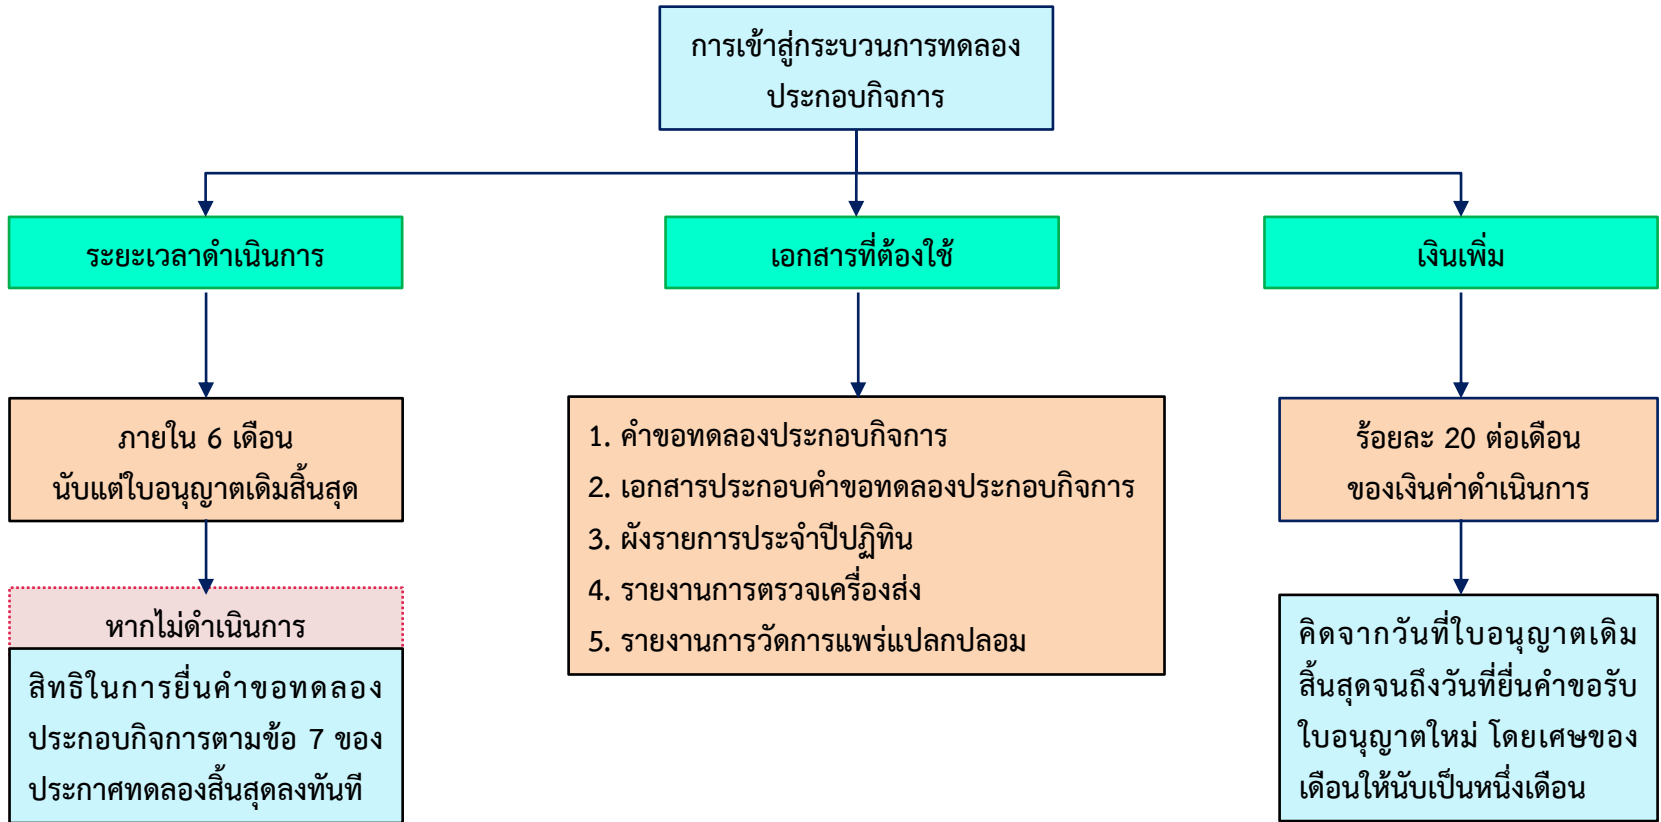 การเข้าสู่กระบวนการทดลอง
ประกอบกิจการ
ระยะเวลาดำเนินการ
ภายใน 6 เดือน
นับแต่ใบอนุญาตเดิมสิ้นสุด
หากไม่ดำเนินการ
สิทธิในการยื่นคำขอทดลอง
ประกอบกิจการตามข้อ 7 ของ
ประกาศทดลองสิ้นสุดลงทันที
เอกสารที่ต้องใช้
1. คำขอทดลองประกอบกิจการ
2. เอกสารประกอบคำขอทดลองประกอบกิจการ
3. ผังรายการประจำปีปฏิทิน
4. รายงานการตรวจเครื่องส่ง
5. รายงานการวัดการแพร่แปลกปลอม
เงินเพิ่ม
ร้อยละ 20 ต่อเดือน
ของเงินค่าดำเนินการ
คิดจากวันที่ใบอนุญาตเดิม
สิ้นสุดจนถึงวันที่ยื่นคำขอรับ
ใบอนุญาตใหม่ โดยเศษของ
เดือนให้นับเป็นหนึ่งเดือน